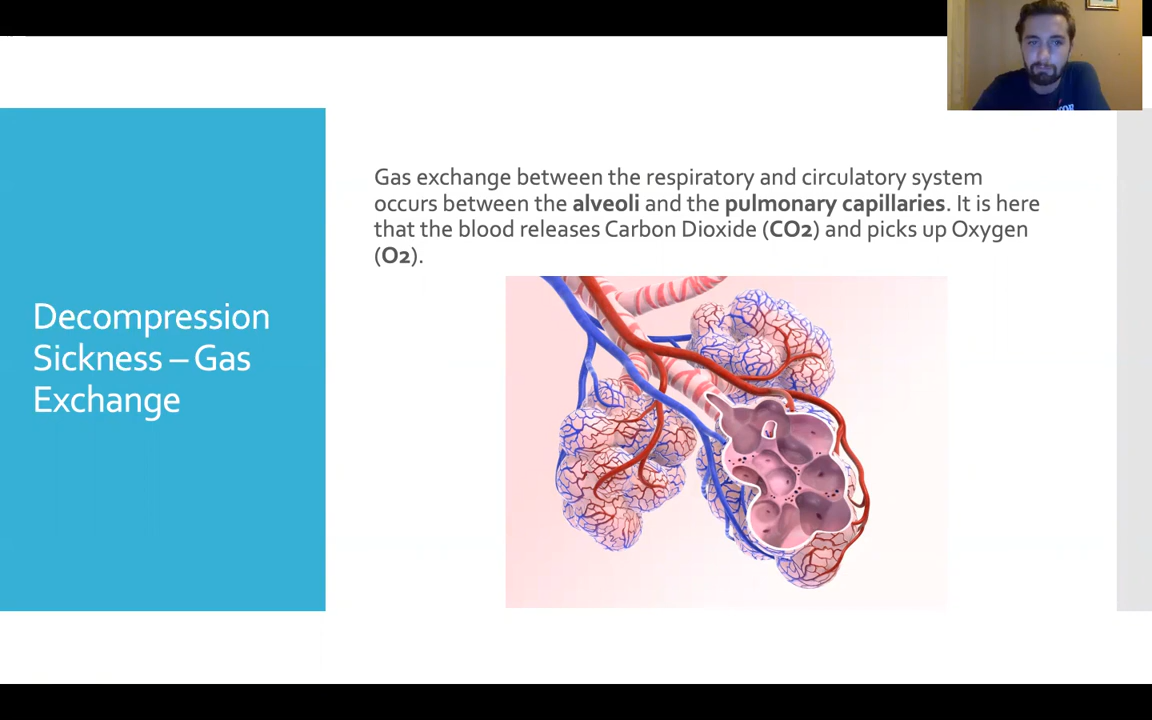 Gas exchange between the respiratory and circulatory system
occurs between the alveoli and the pulmonary capillaries. It is here
that the blood releases Carbon Dioxide (CO2) and picks up Oxygen
(O2).
Decompression
Sickness – Gas
Exchange